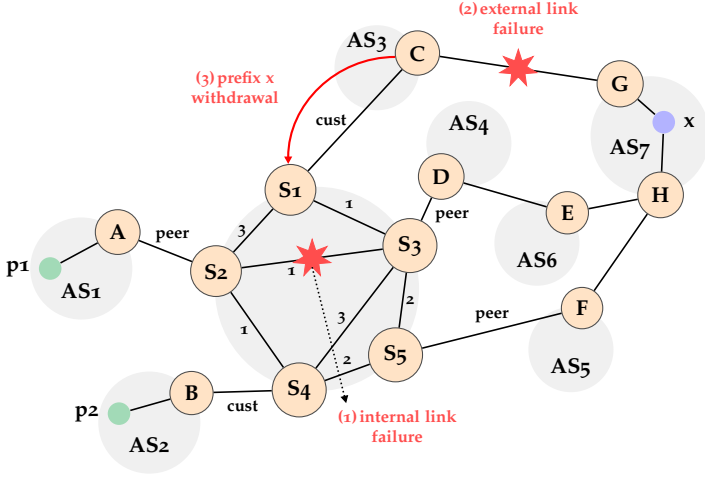 (2) external link
failure
AS3
C
(3) prefix x
withdrawal
G
cust
x
AS4
AS7
D
S1
E
H
A
peer
3
1
peer
S3
p1
S2
1
AS6
AS1
2
F
1
3
peer
S5
AS5
B
S4
2
p2
cust
(1) internal link
failure
AS2